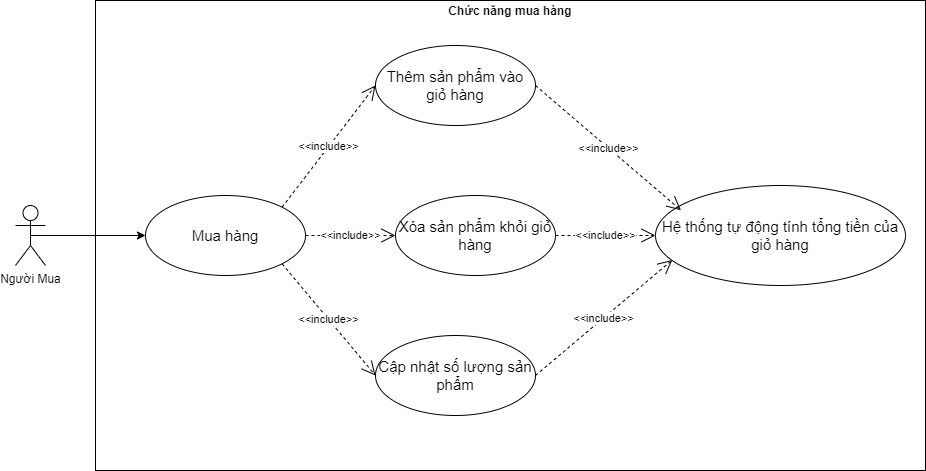 Chức năng mua hàng
Thêm sản phẩm vào
giỏ hàng
<<include>>
<<include>>
Mua hàng
<<include>>
Xóa sản phẩm khỏi giỏ
hàng
<<include>>
Hệ thống tự động tính tổng tiền của
giỏ hàng
Người Mua
<<include>>
<<include>>
Cập nhật số lượng sản
phẩm